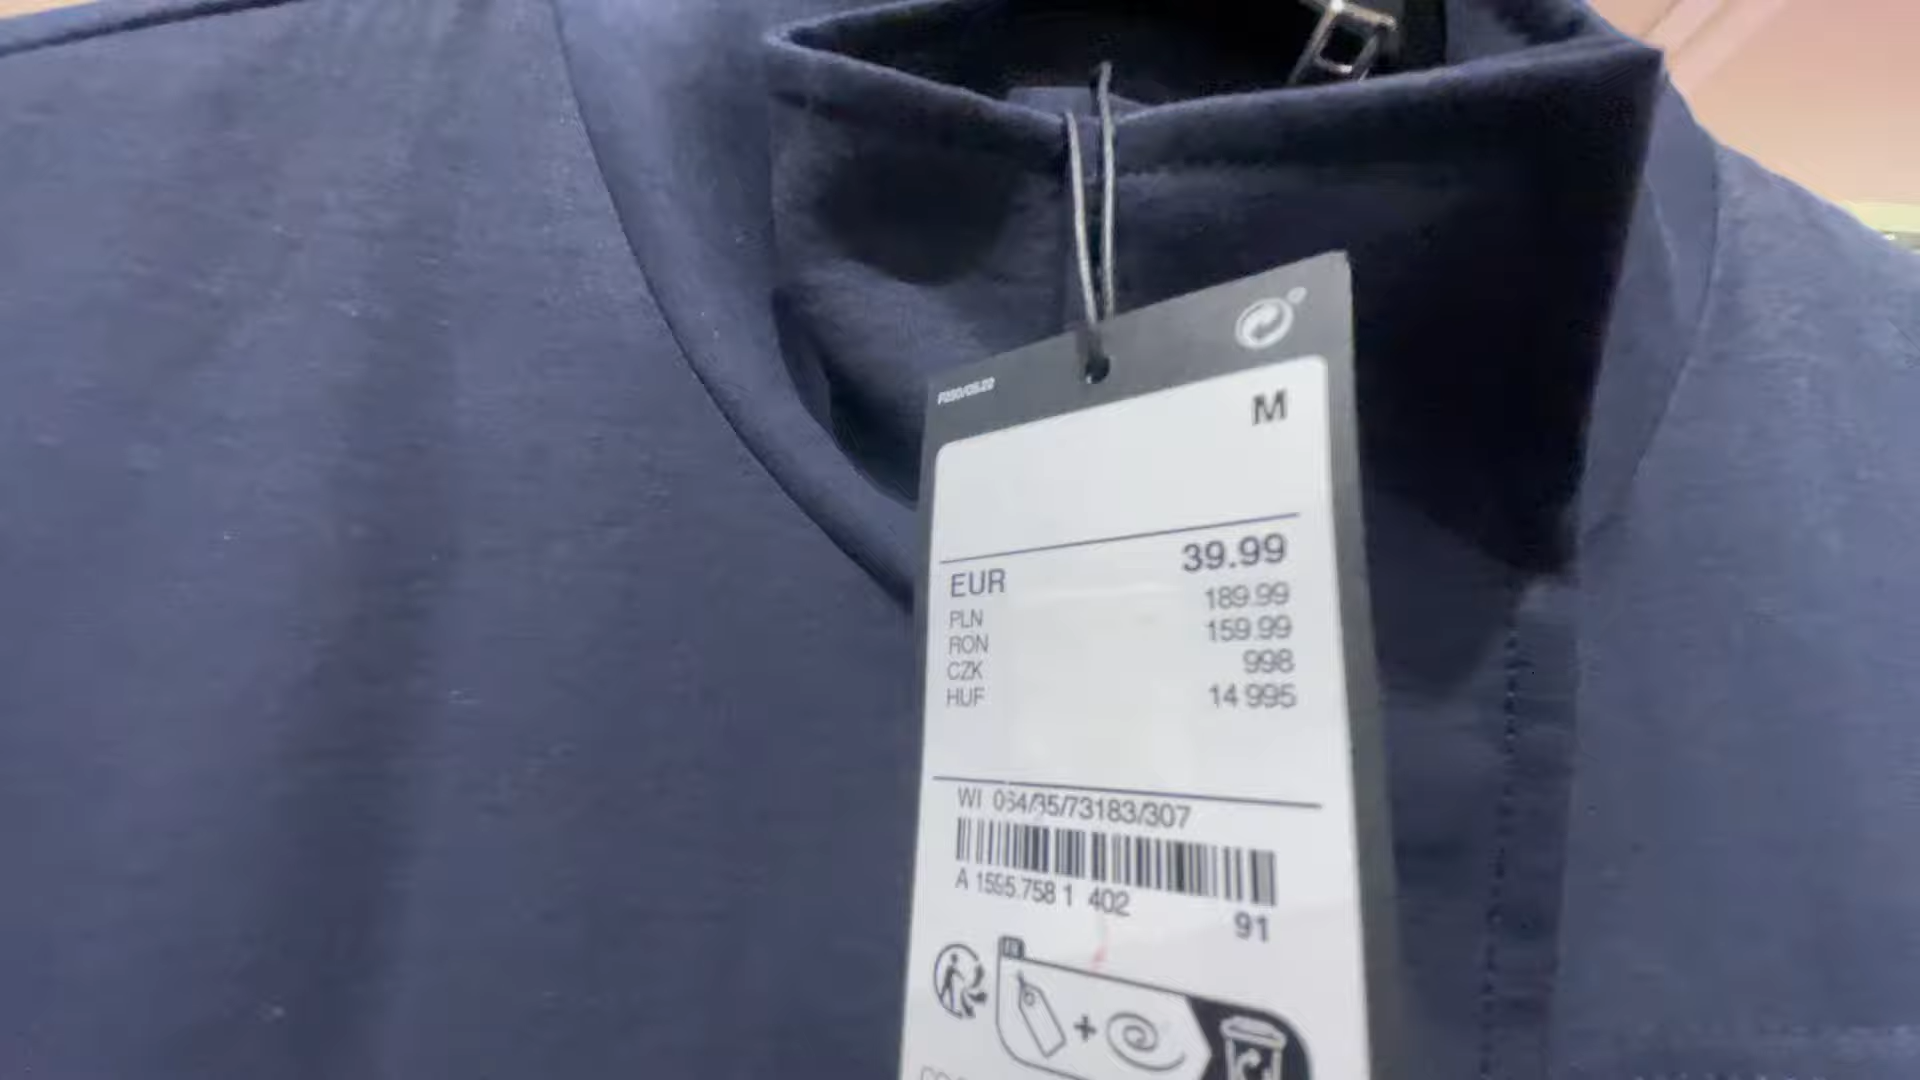 M
EUR 39.99
PLN 189.99
RON 159.99
CZK 998
HUF 14 995
WI 064/35/73183/307
A 1595.758 1 402
91
FR
+